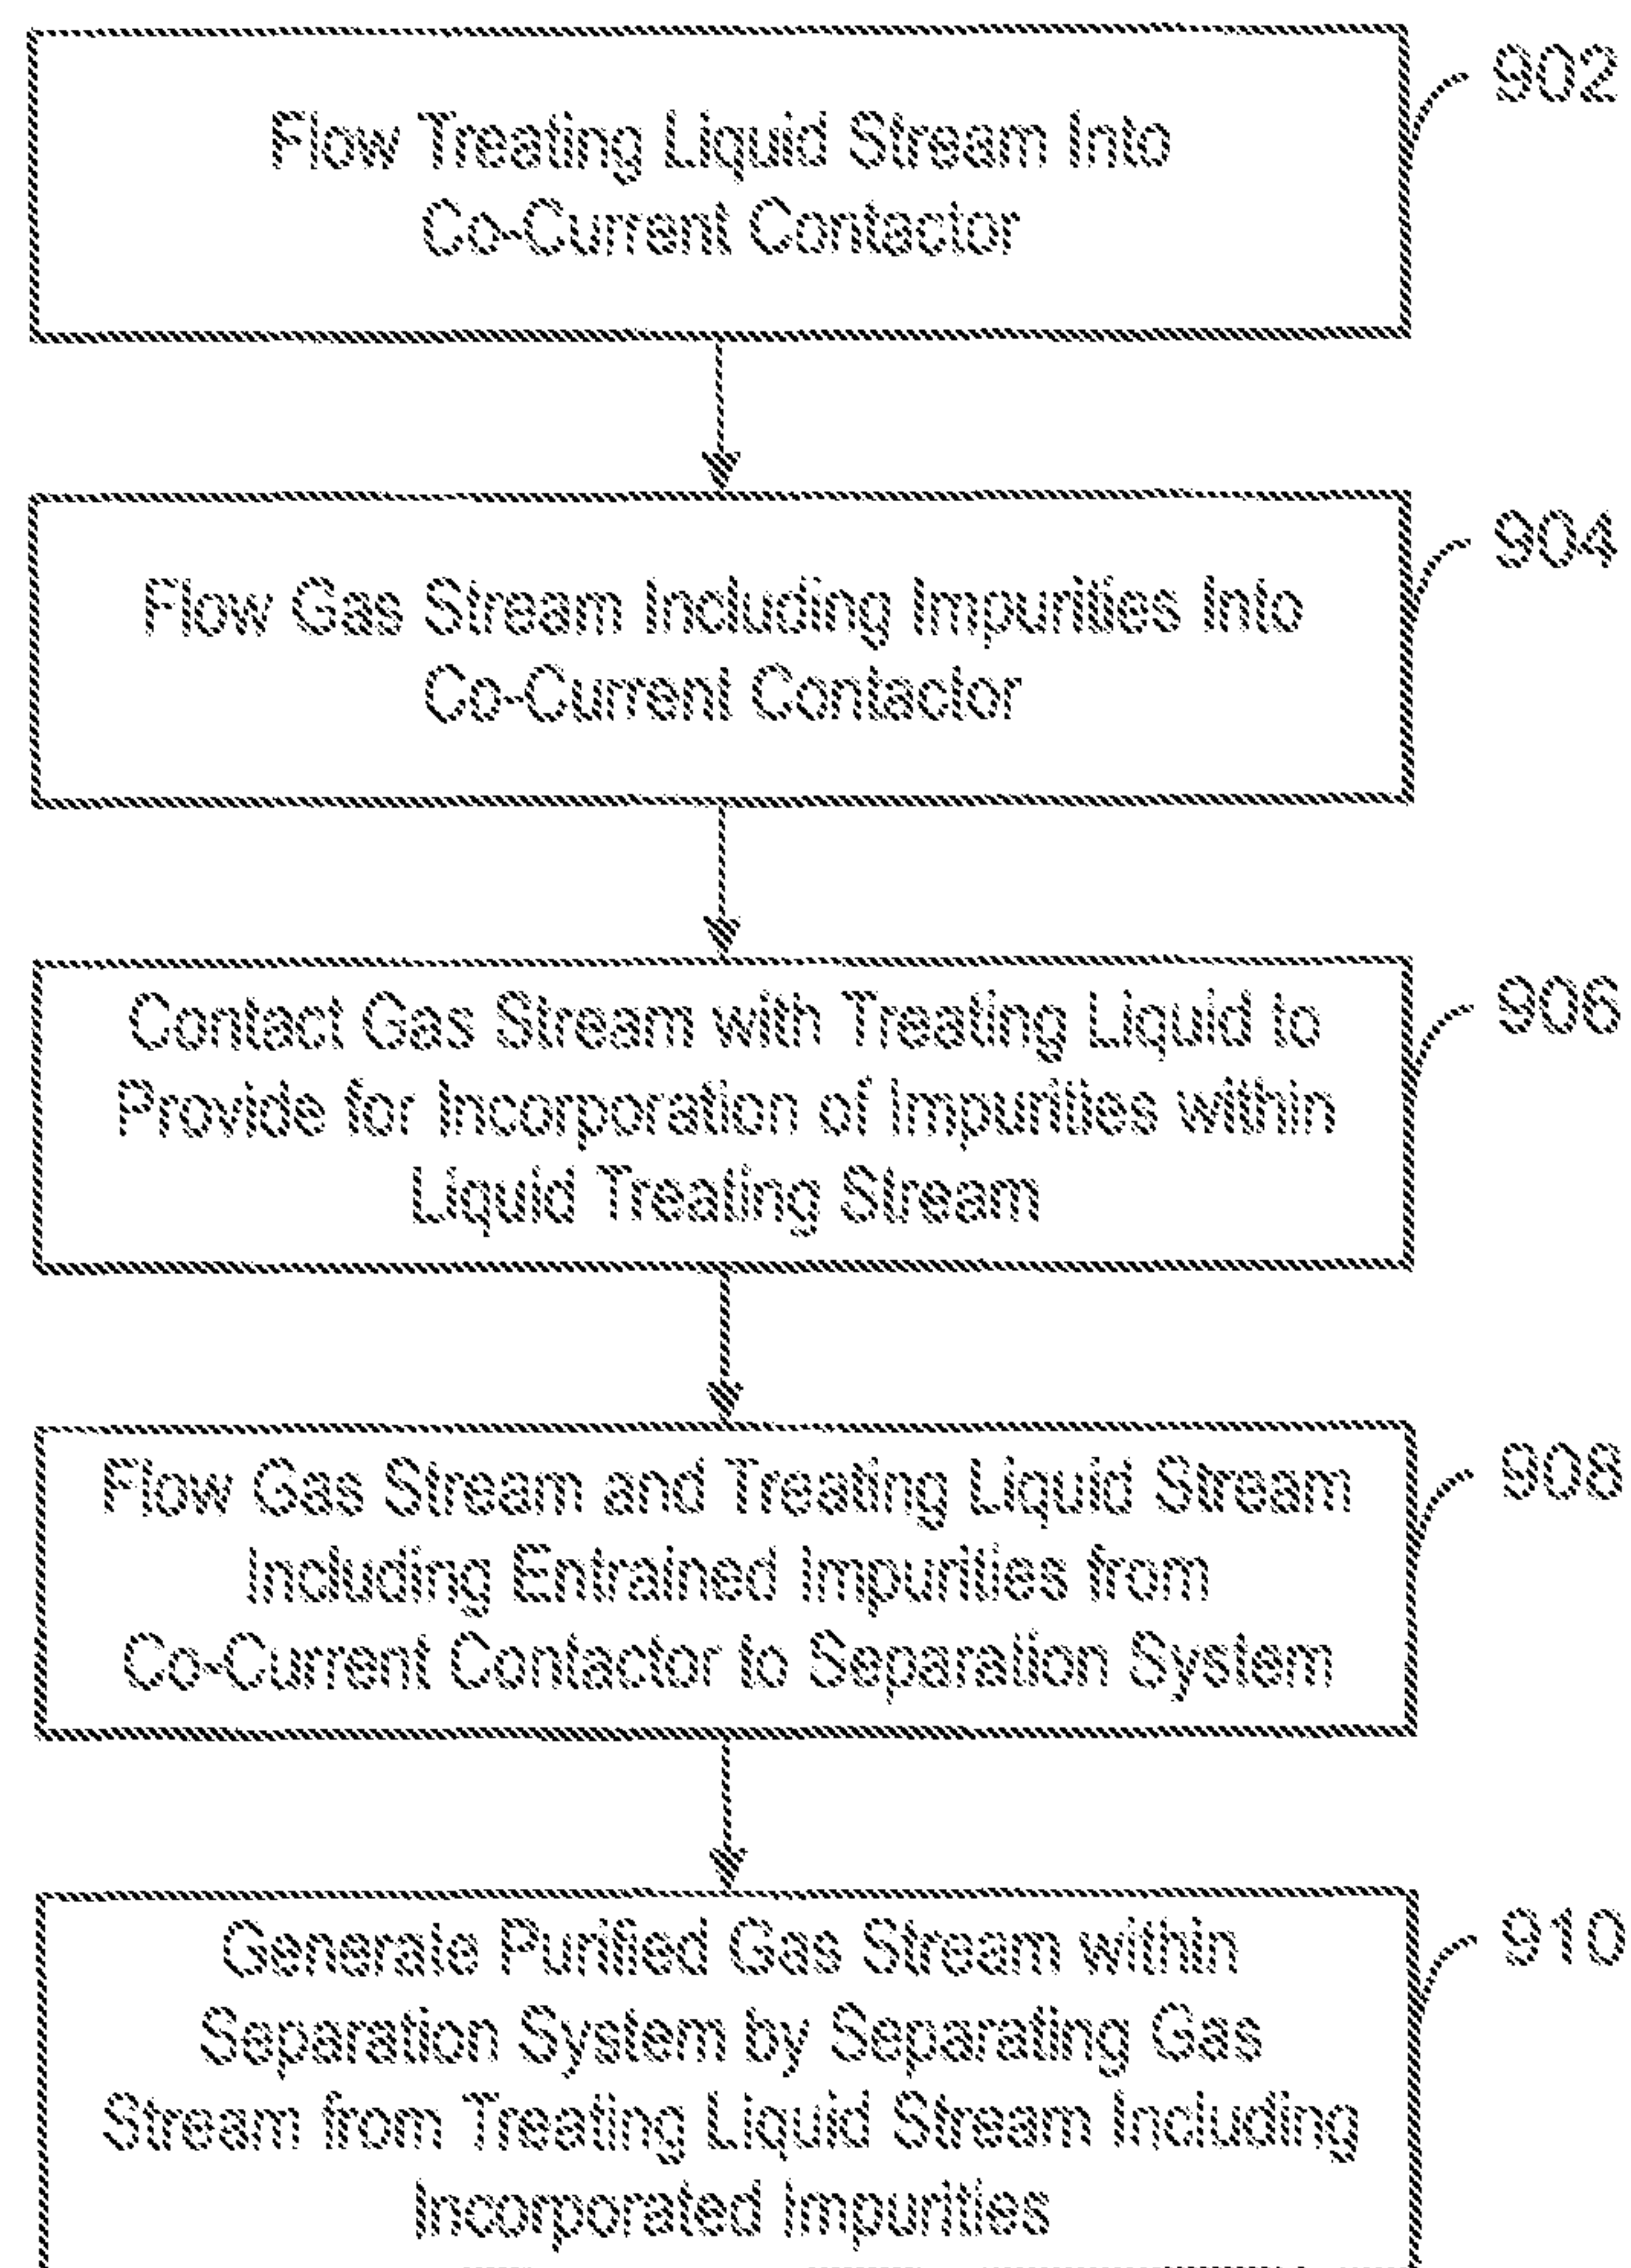 Flow Treating Liquid Stream Into
Co-Current Contactor
902
Flow Gas Stream Including Impurities Into
Co-Current Contactor
904
Contact Gas Stream with Treating Liquid to
Provide for Incorporation of Impurities within
Liquid Treating Stream
906
Flow Gas Stream and Treating Liquid Stream
Including Entrained Impurities from
Co-Current Contactor to Separation System
908
Generate Purified Gas Stream within
Separation System by Separating Gas
Stream from Treating Liquid Stream Including
Incorporated Impurities
910